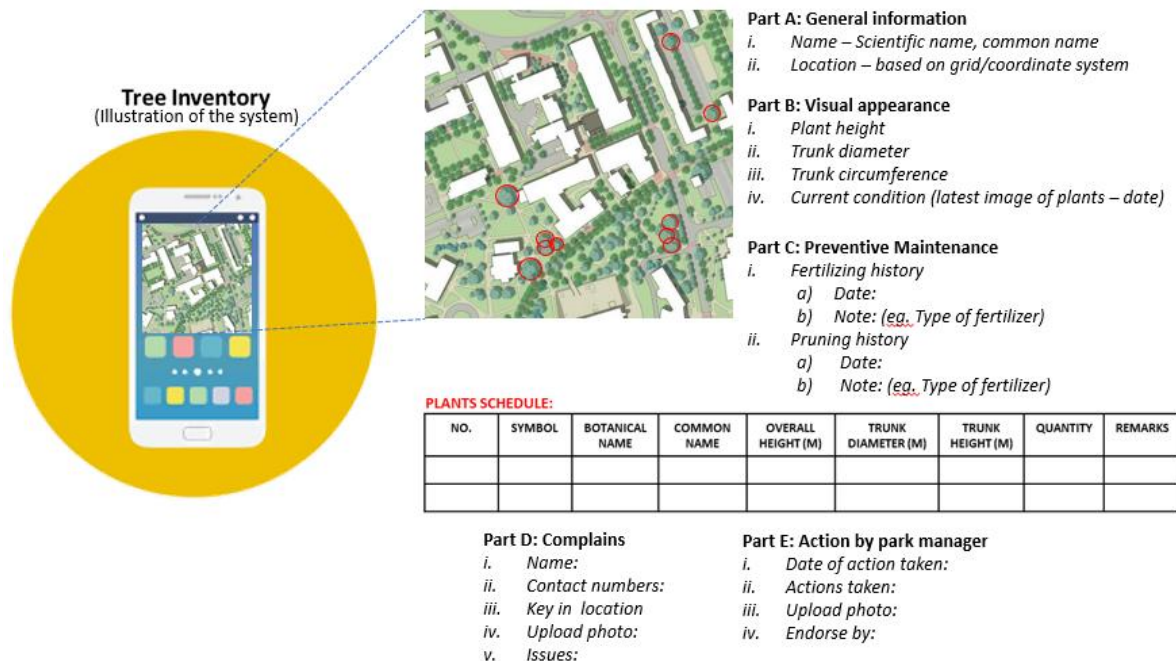 Tree Inventory
(Illustration of the system)
Part A: General information
i. Name – Scientific name, common name
ii. Location – based on grid/coordinate system
Part B: Visual appearance
i. Plant height
ii. Trunk diameter
iii. Trunk circumference
iv. Current condition (latest image of plants – date)
Part C: Preventive Maintenance
i. Fertilizing history
a) Date:
b) Note: (eg. Type of fertilizer)
ii. Pruning history
a) Date:
b) Note: (eg. Type of fertilizer)
PLANTS SCHEDULE:
NO. SYMBOL BOTANICAL NAME COMMON NAME OVERALL HEIGHT (M) TRUNK DIAMETER (M) TRUNK HEIGHT (M) QUANTITY REMARKS
Part D: Complains
i. Name:
ii. Contact numbers:
iii. Key in location
iv. Upload photo:
v. Issues:
Part E: Action by park manager
i. Date of action taken:
ii. Actions taken:
iii. Upload photo:
iv. Endorse by: